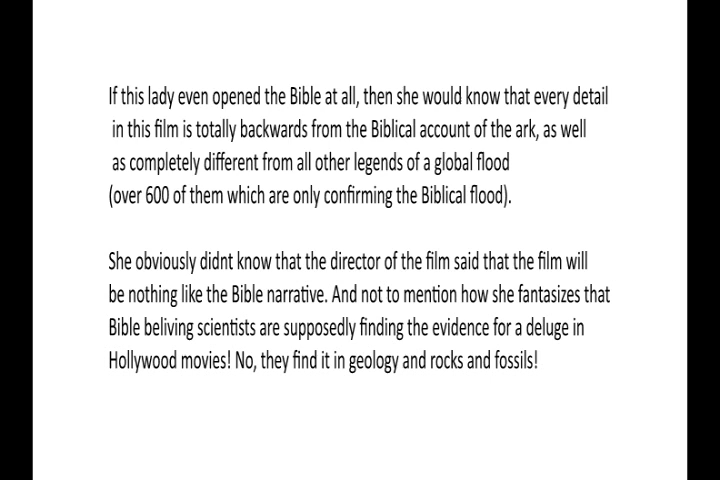 If this lady even opened the Bible at all, then she would know that every detail
in this film is totally backwards from the Biblical account of the ark, as well
as completely different from all other legends of a global flood
(over 600 of them which are only confirming the Biblical flood).
She obviously didnt know that the director of the film said that the film will
be nothing like the Bible narrative. And not to mention how she fantasizes that
Bible beliving scientists are supposedly finding the evidence for a deluge in
Hollywood movies! No, they find it in geology and rocks and fossils!